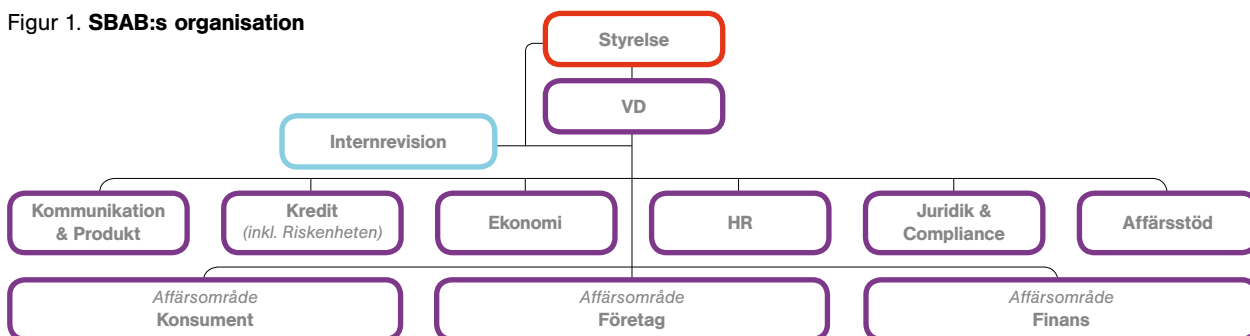 Figur 1. SBAB:s organisation
Styrelse
VD
Internrevision
Kommunikation
& Produkt
Kredit
(inkl. Riskenheten)
Ekonomi
HR
Juridik &
Compliance
Affärsstöd
Affärsområde
Konsument
Affärsområde
Företag
Affärsområde
Finans